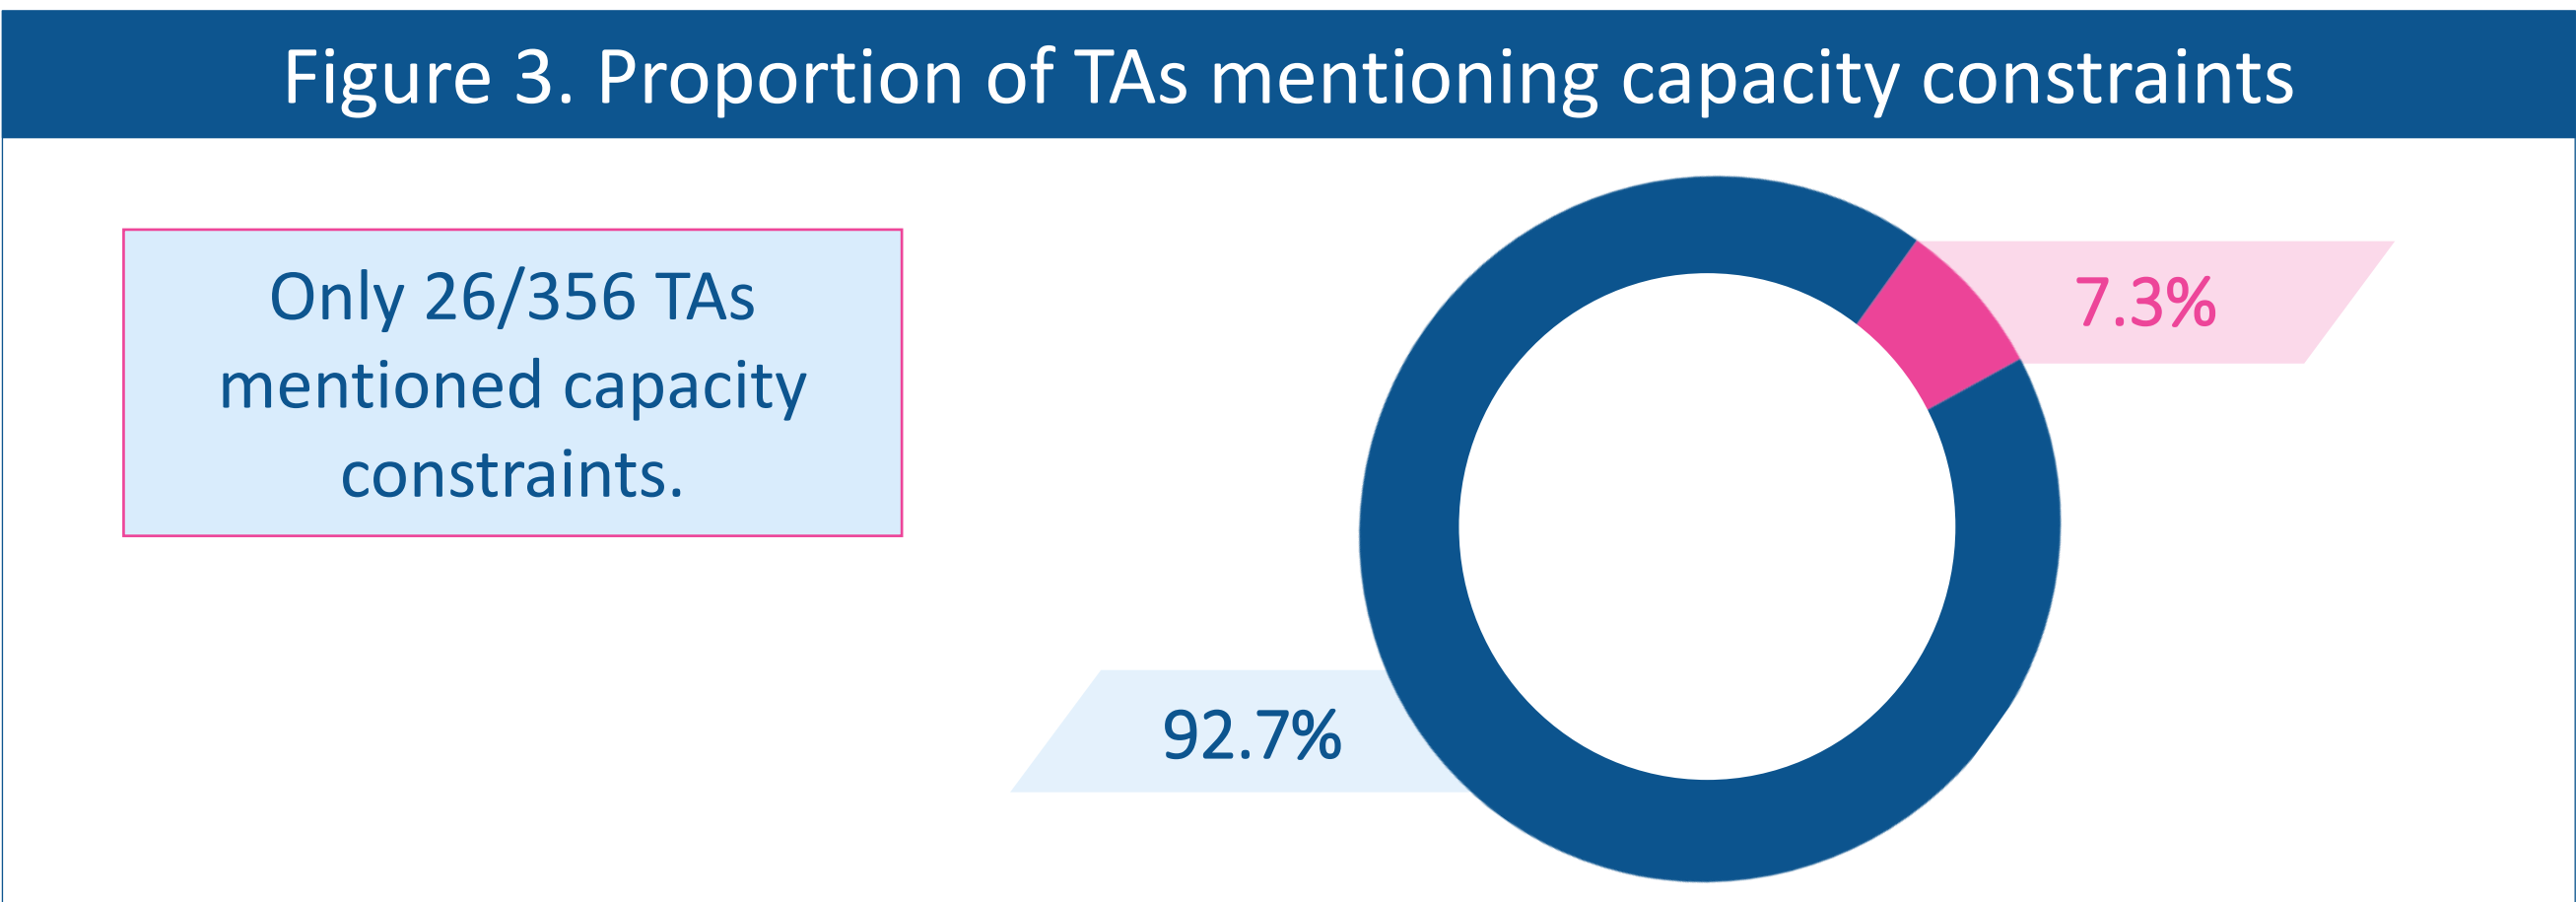 Figure 3. Proportion of TAs mentioning capacity constraints
Only 26/356 TAs
mentioned capacity
constraints.
7.3%
92.7%